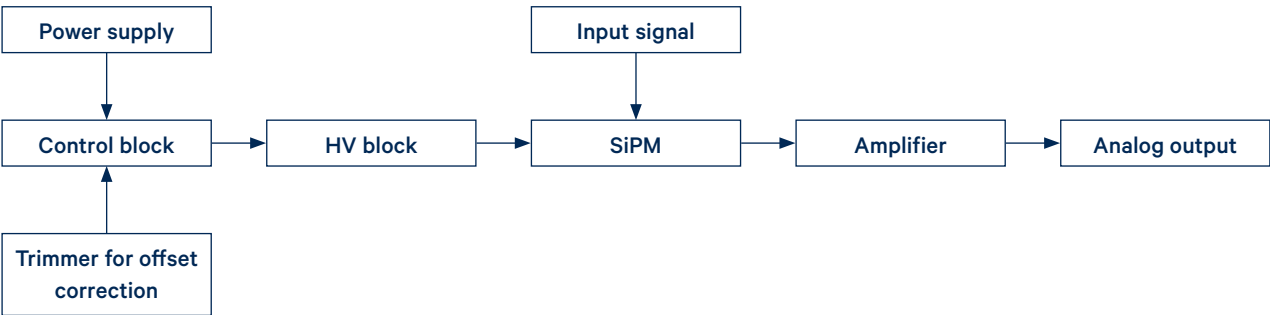 Power supply
Input signal
Control block
HV block
SiPM
Amplifier
Analog output
Trimmer for offset
correction